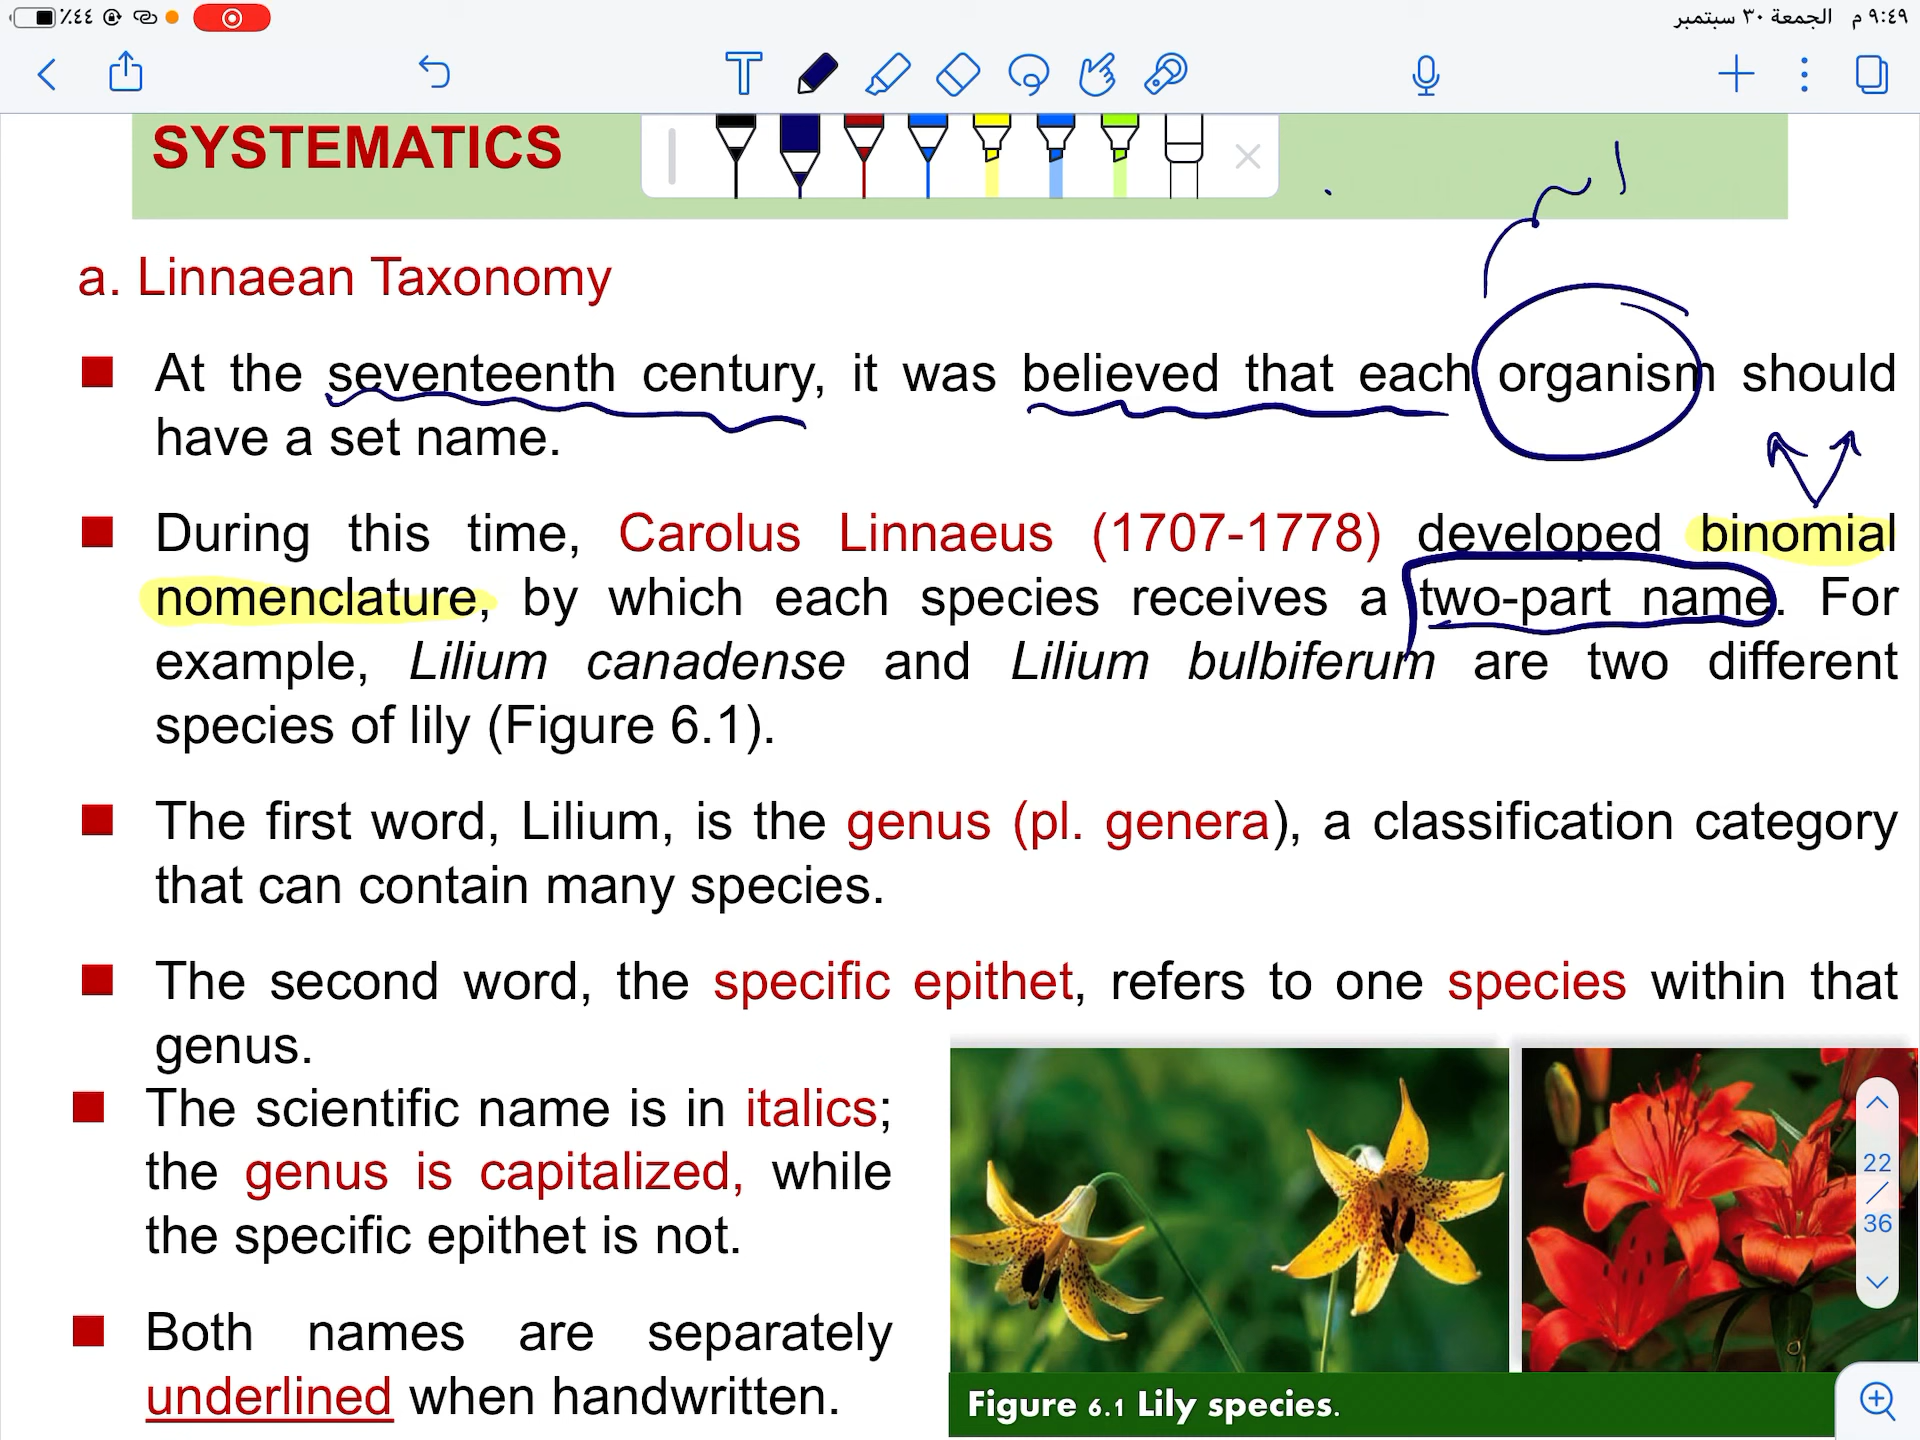 ٪٤٤
٩:٤٩ م الجمعة ٣٠ سبتمبر
SYSTEMATICS
a. Linnaean Taxonomy
At the seventeenth century, it was believed that each organism should
have a set name.
During this time, Carolus Linnaeus (1707-1778) developed binomial
nomenclature, by which each species receives a two-part name. For
example, Lilium canadense and Lilium bulbiferum are two different
species of lily (Figure 6.1).
The first word, Lilium, is the genus (pl. genera), a classification category
that can contain many species.
The second word, the specific epithet, refers to one species within that
genus.
The scientific name is in italics;
the genus is capitalized, while
the specific epithet is not.
Both names are separately
underlined when handwritten.
Figure 6.1 Lily species.
22
/
36